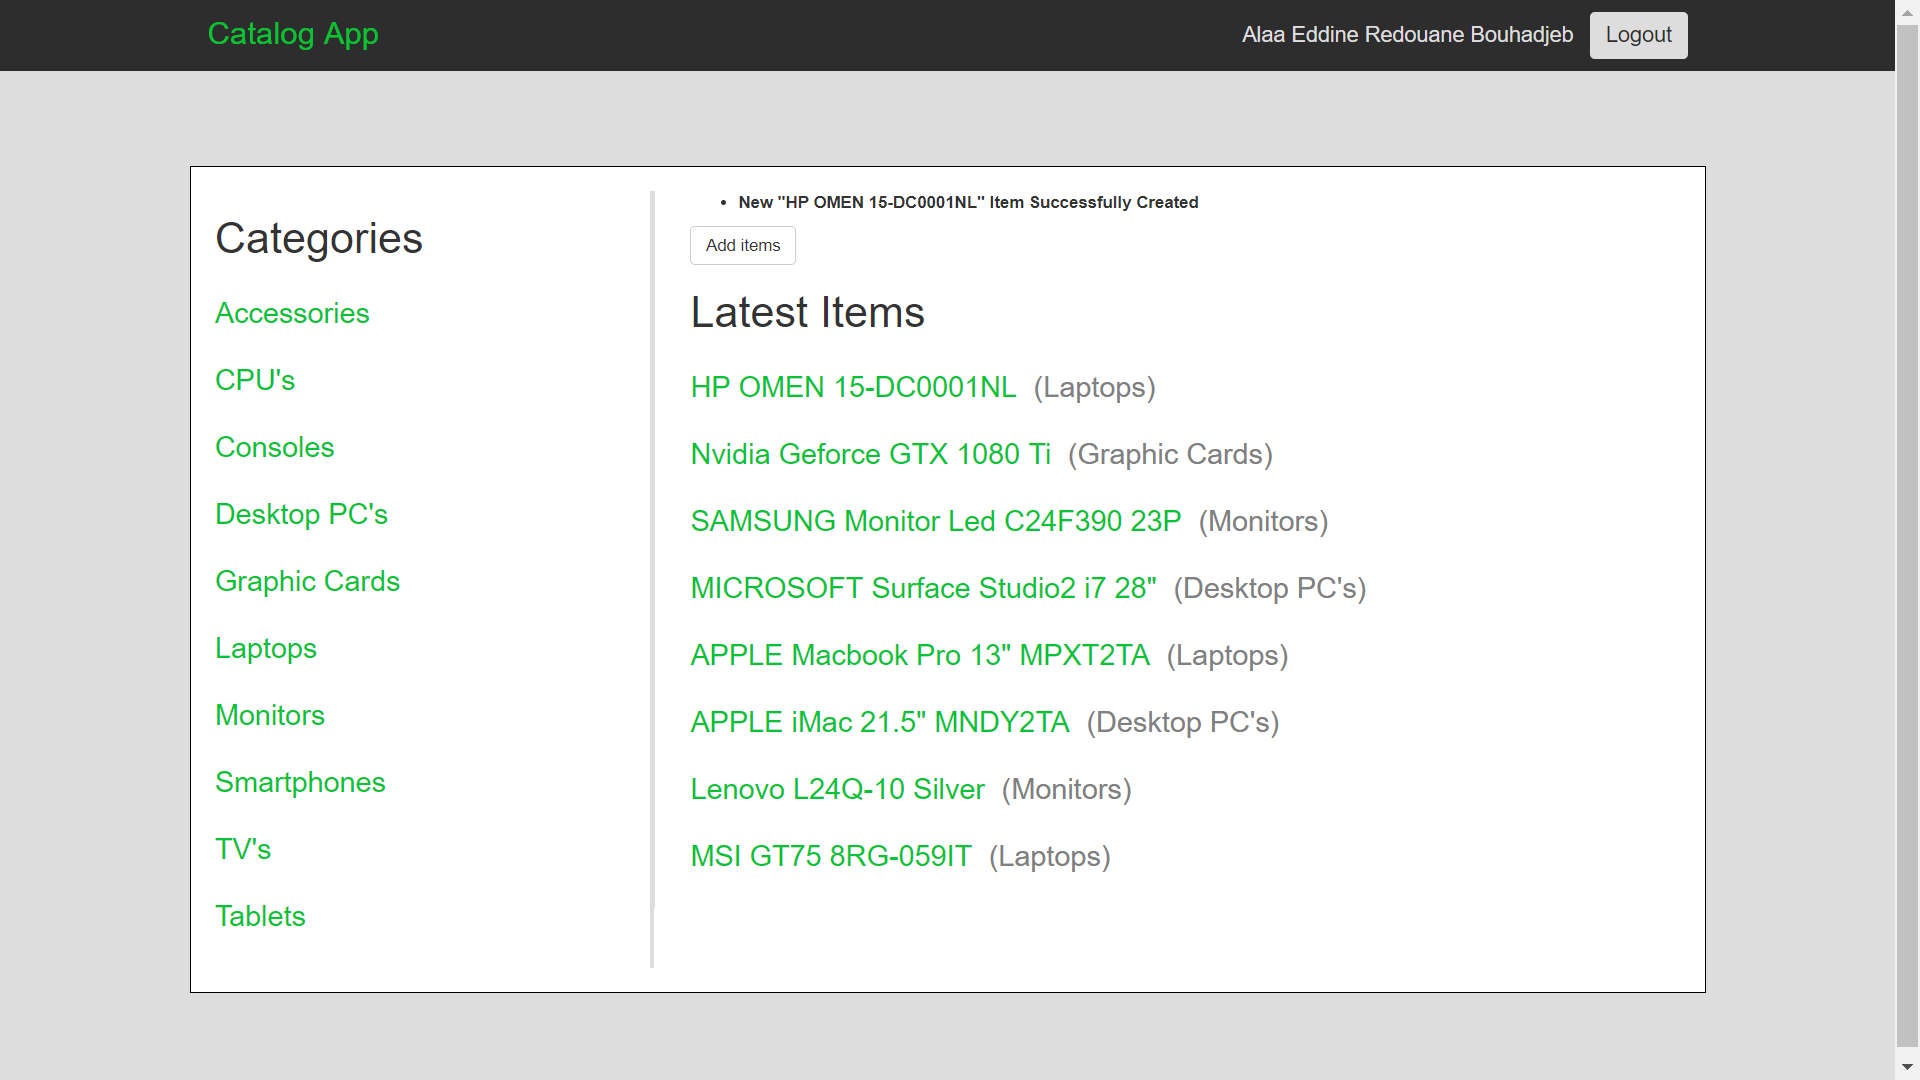 Catalog App
Alaa Eddine Redouane Bouhadjeb
Logout
Categories
Accessories
CPU's
Consoles
Desktop PC's
Graphic Cards
Laptops
Monitors
Smartphones
TV's
Tablets
• New "HP OMEN 15-DC0001NL" Item Successfully Created
Add items
Latest Items
HP OMEN 15-DC0001NL (Laptops)
Nvidia Geforce GTX 1080 Ti (Graphic Cards)
SAMSUNG Monitor Led C24F390 23P (Monitors)
MICROSOFT Surface Studio2 i7 28" (Desktop PC's)
APPLE Macbook Pro 13" MPXT2TA (Laptops)
APPLE iMac 21.5" MNDY2TA (Desktop PC's)
Lenovo L24Q-10 Silver (Monitors)
MSI GT75 8RG-059IT (Laptops)